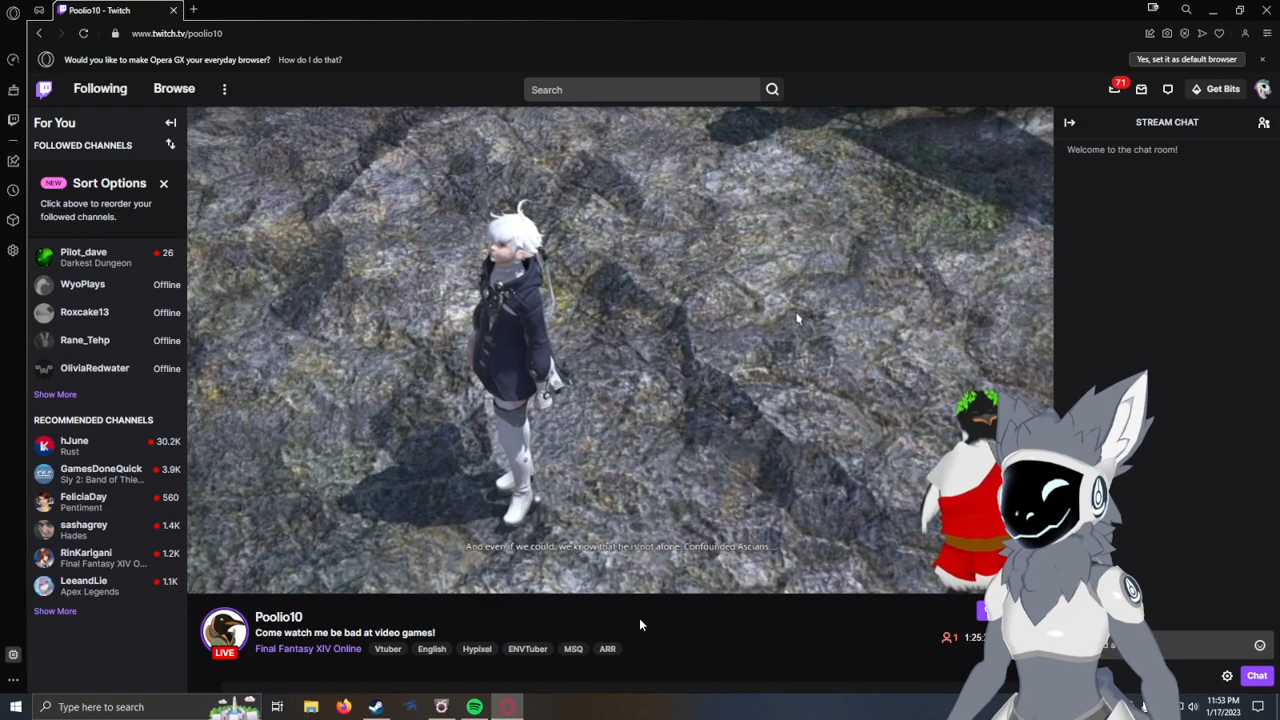 Poolio10 - Twitch
www.twitch.tv/poolio10
Would you like to make Opera GX your everyday browser? How do I do that?
Yes, set it as default browser
Following
Browse
Search
71
Get Bits
For You
FOLLOWED CHANNELS
NEW Sort Options
Click above to reorder your
followed channels.
Pilot_dave 26
Darkest Dungeon
WyoPlays Offline
Roxcake13 Offline
Rane_Tehp Offline
OliviaRedwater Offline
Show More
RECOMMENDED CHANNELS
hJune 30.2K
Rust
GamesDoneQuick 3.9K
Sly 2: Band of Thie...
FeliciaDay 560
Pentiment
sashagrey 1.4K
Hades
RinKarigani 1.2K
Final Fantasy XIV O...
LeeandLie 1.1K
Apex Legends
Show More
And even if we could, we know that he is not alone. Confounded Ascians...
Poolio10
Come watch me be bad at video games!
Final Fantasy XIV Online Vtuber English Hypixel ENVTuber MSQ ARR
LIVE
1 1:25:
STREAM CHAT
Welcome to the chat room!
Chat
Type here to search
11:53 PM
1/17/2023